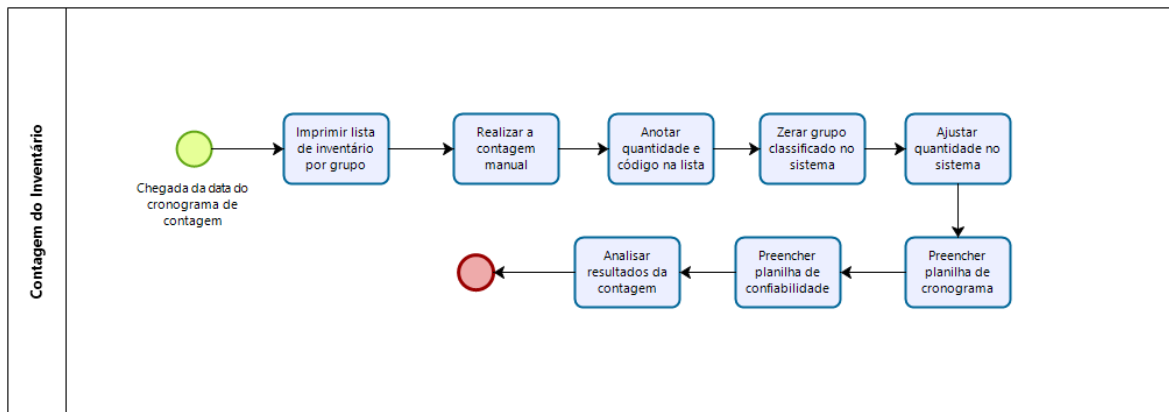 Contagem do Inventário
Chegada da data do
cronograma de
contagem
Imprimir lista
de inventário
por grupo
Realizar a
contagem
manual
Anotar
quantidade e
código na lista
Zerar grupo
classificado no
sistema
Ajustar
quantidade no
sistema
Preencher
planilha de
cronograma
Preencher
planilha de
confiabilidade
Analisar
resultados da
contagem